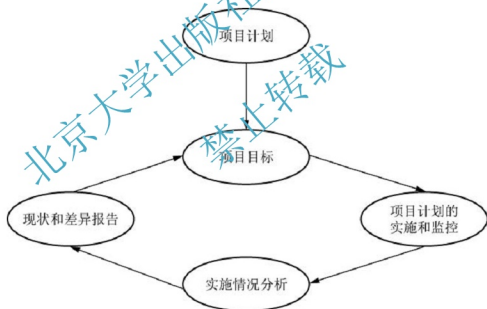 项目计划
北京大学出版社
禁止转载
项目目标
现状和差异报告
项目计划的
实施和监控
实施情况分析